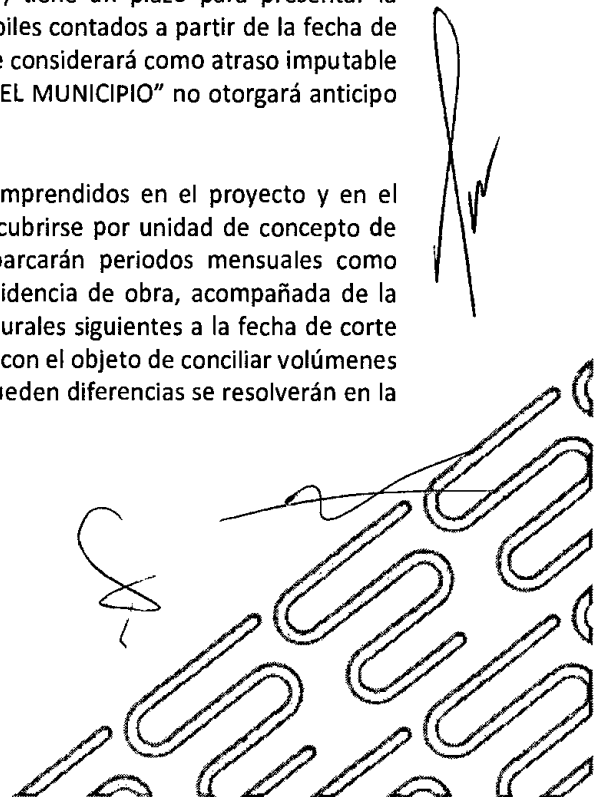 tiene un plazo para presentar la
biles contados a partir de la fecha de
e considerará como atraso imputable
EL MUNICIPIO” no otorgará anticipo
mprendidos en el proyecto y en el
cubrirse por unidad de concepto de
barcarán periodos mensuales como
idencia de obra, acompañada de la
urales siguientes a la fecha de corte
con el objeto de conciliar volúmenes
ueden diferencias se resolverán en la